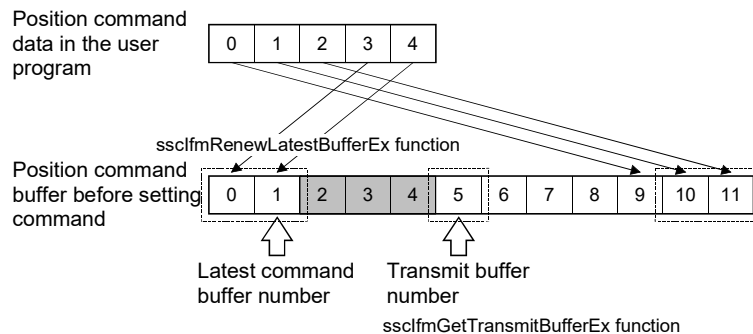 Position command
data in the user
program
0 1 2 3 4
sscIfmRenewLatestBufferEx function
Position command
buffer before setting
command
0 1 2 3 4 5 6 7 8 9 10 11
Latest command
buffer number
Transmit buffer
number
sscIfmGetTransmitBufferEx function